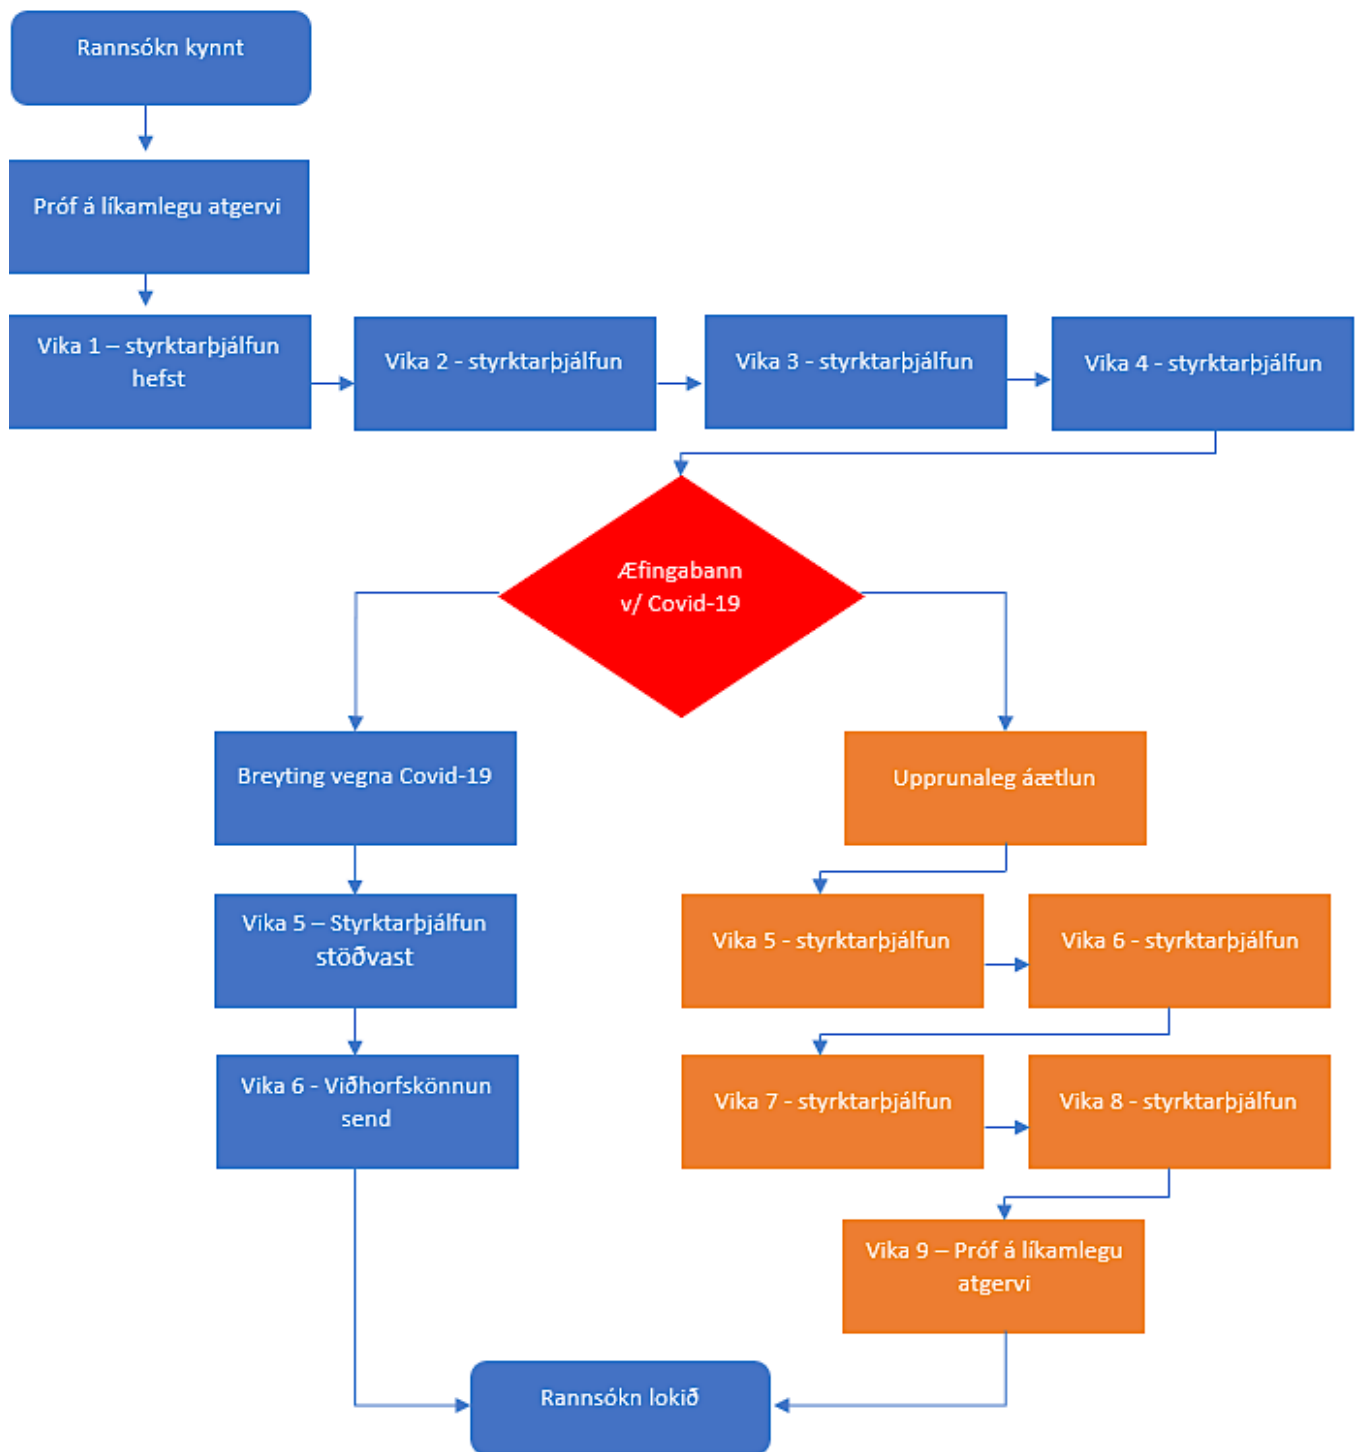 Rannsókn kynnt
Próf á líkamlegu atgervi
Vika 1 – styrktarþjálfun
hefst
Vika 2 - styrktarþjálfun
Vika 3 - styrktarþjálfun
Vika 4 - styrktarþjálfun
Æfingabann
v/ Covid-19
Breyting vegna Covid-19
Upprunaleg áætlun
Vika 5 – Styrktarþjálfun
stöðvast
Vika 5 - styrktarþjálfun
Vika 6 - styrktarþjálfun
Vika 6 - Viðhorfskönnun
send
Vika 7 - styrktarþjálfun
Vika 8 - styrktarþjálfun
Vika 9 – Próf á líkamlegu
atgervi
Rannsókn lokið